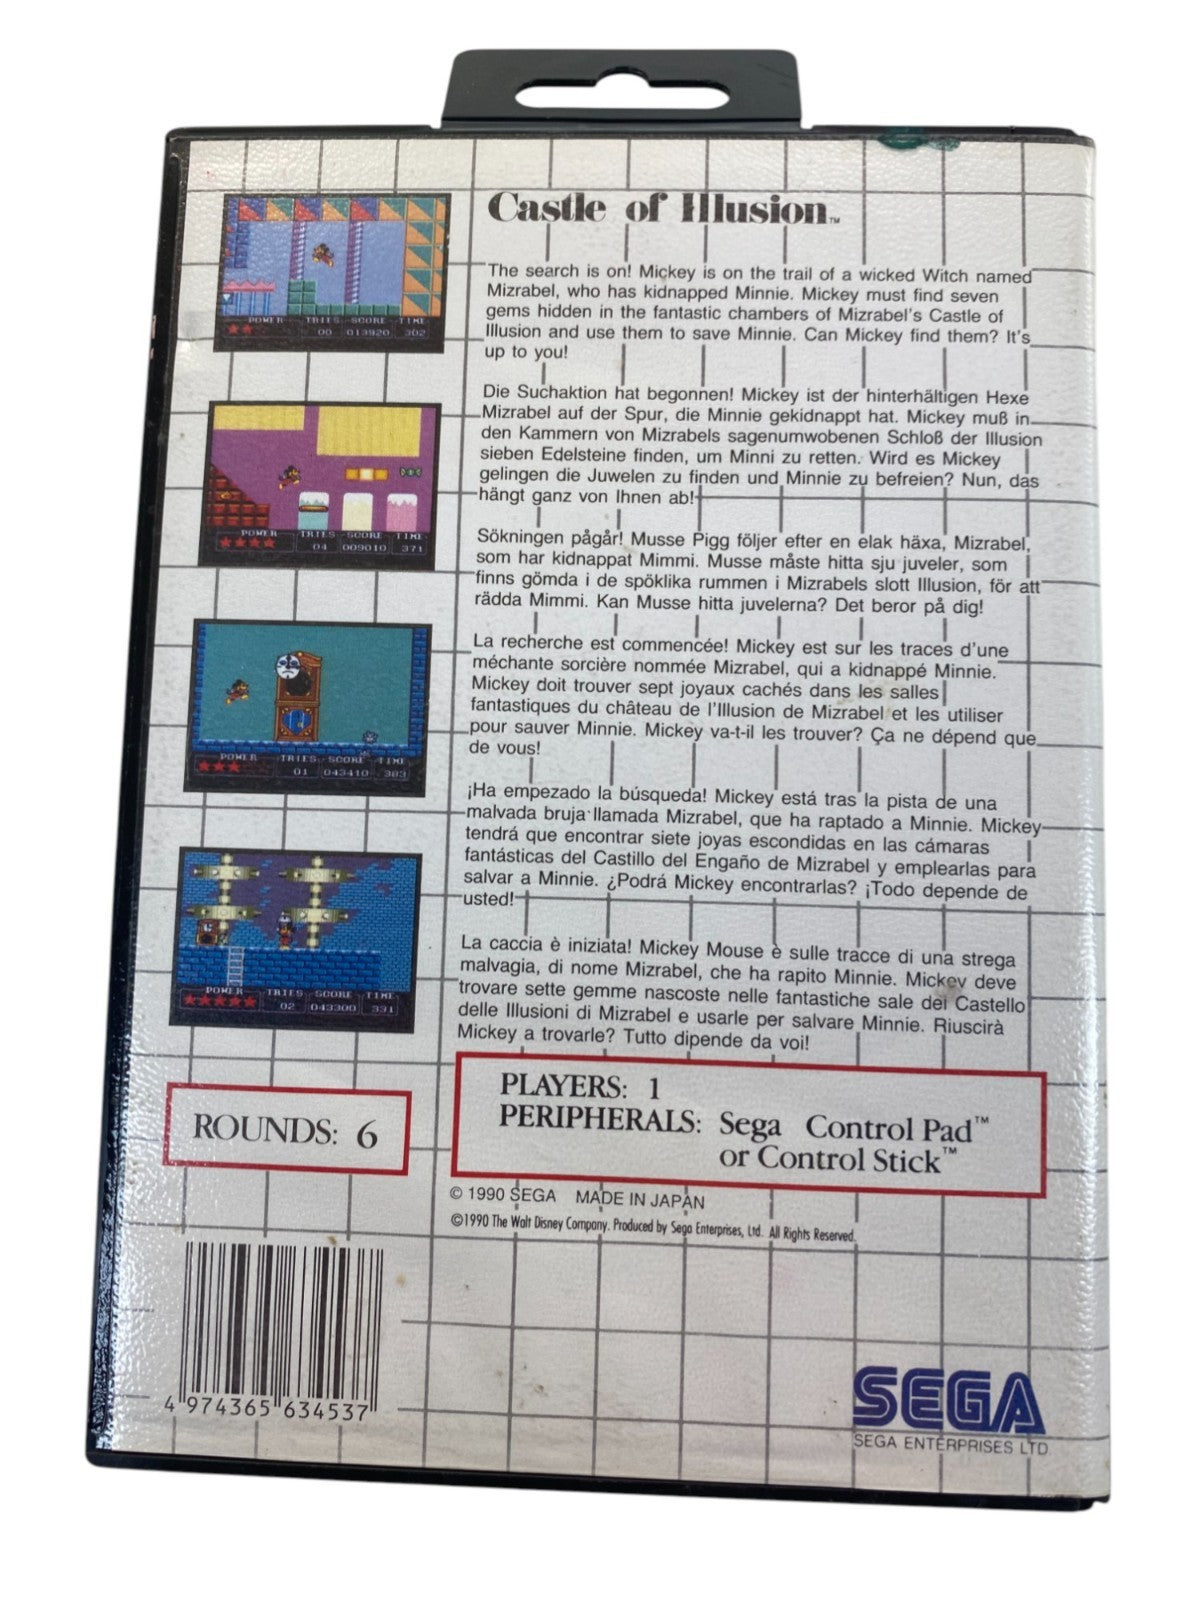 Castle of Illusion™
The search is on! Mickey is on the trail of a wicked Witch named
Mizrabel, who has kidnapped Minnie. Mickey must find seven
gems hidden in the fantastic chambers of Mizrabel's Castle of
Illusion and use them to save Minnie. Can Mickey find them? It's
up to you!
Die Suchaktion hat begonnen! Mickey ist der hinterhältigen Hexe
Mizrabel auf der Spur, die Minnie gekidnappt hat. Mickey muß in
den Kammern von Mizrabels sagenumwobenen Schloß der Illusion
sieben Edelsteine finden, um Minni zu retten. Wird es Mickey
gelingen die Juwelen zu finden und Minnie zu befreien? Nun, das
hängt ganz von Ihnen ab!
Sökningen pågår! Musse Pigg följer efter en elak häxa, Mizrabel,
som har kidnappat Mimmi. Musse måste hitta sju juveler, som
finns gömda i de spöklika rummen i Mizrabels slott Illusion, för att
rädda Mimmi. Kan Musse hitta juvelerna? Det beror på dig!
La recherche est commencée! Mickey est sur les traces d'une
méchante sorcière nommée Mizrabel, qui a kidnappé Minnie.
Mickey doit trouver sept joyaux cachés dans les salles
fantastiques du château de l'Illusion de Mizrabel et les utiliser
pour sauver Minnie. Mickey va-t-il les trouver? Ça ne dépend que
de vous!
¡Ha empezado la búsqueda! Mickey está tras la pista de una
malvada bruja llamada Mizrabel, que ha raptado a Minnie. Mickey
tendrá que encontrar siete joyas escondidas en las cámaras
fantásticas del Castillo del Engaño de Mizrabel y emplearlas para
salvar a Minnie. ¿Podrá Mickey encontrarlas? ¡Todo depende de
usted!
La caccia è iniziata! Mickey Mouse è sulle tracce di una strega
malvagia, di nome Mizrabel, che ha rapito Minnie. Mickey deve
trovare sette gemme nascoste nelle fantastiche sale del Castello
delle Illusioni di Mizrabel e usarle per salvare Minnie. Riuscirà
Mickey a trovarle? Tutto dipende da voi!
POWER TRIES SCORE TIME
00 013920 302
POWER TRIES SCORE TIME
04 009010 371
POWER TRIES SCORE TIME
01 043410 383
POWER TRIES SCORE TIME
02 043300 331
ROUNDS: 6
PLAYERS: 1
PERIPHERALS: Sega Control Pad™
or Control Stick™
© 1990 SEGA MADE IN JAPAN
©1990 The Walt Disney Company. Produced by Sega Enterprises, Ltd. All Rights Reserved.
4 974365 634537
SEGA
SEGA ENTERPRISES LTD